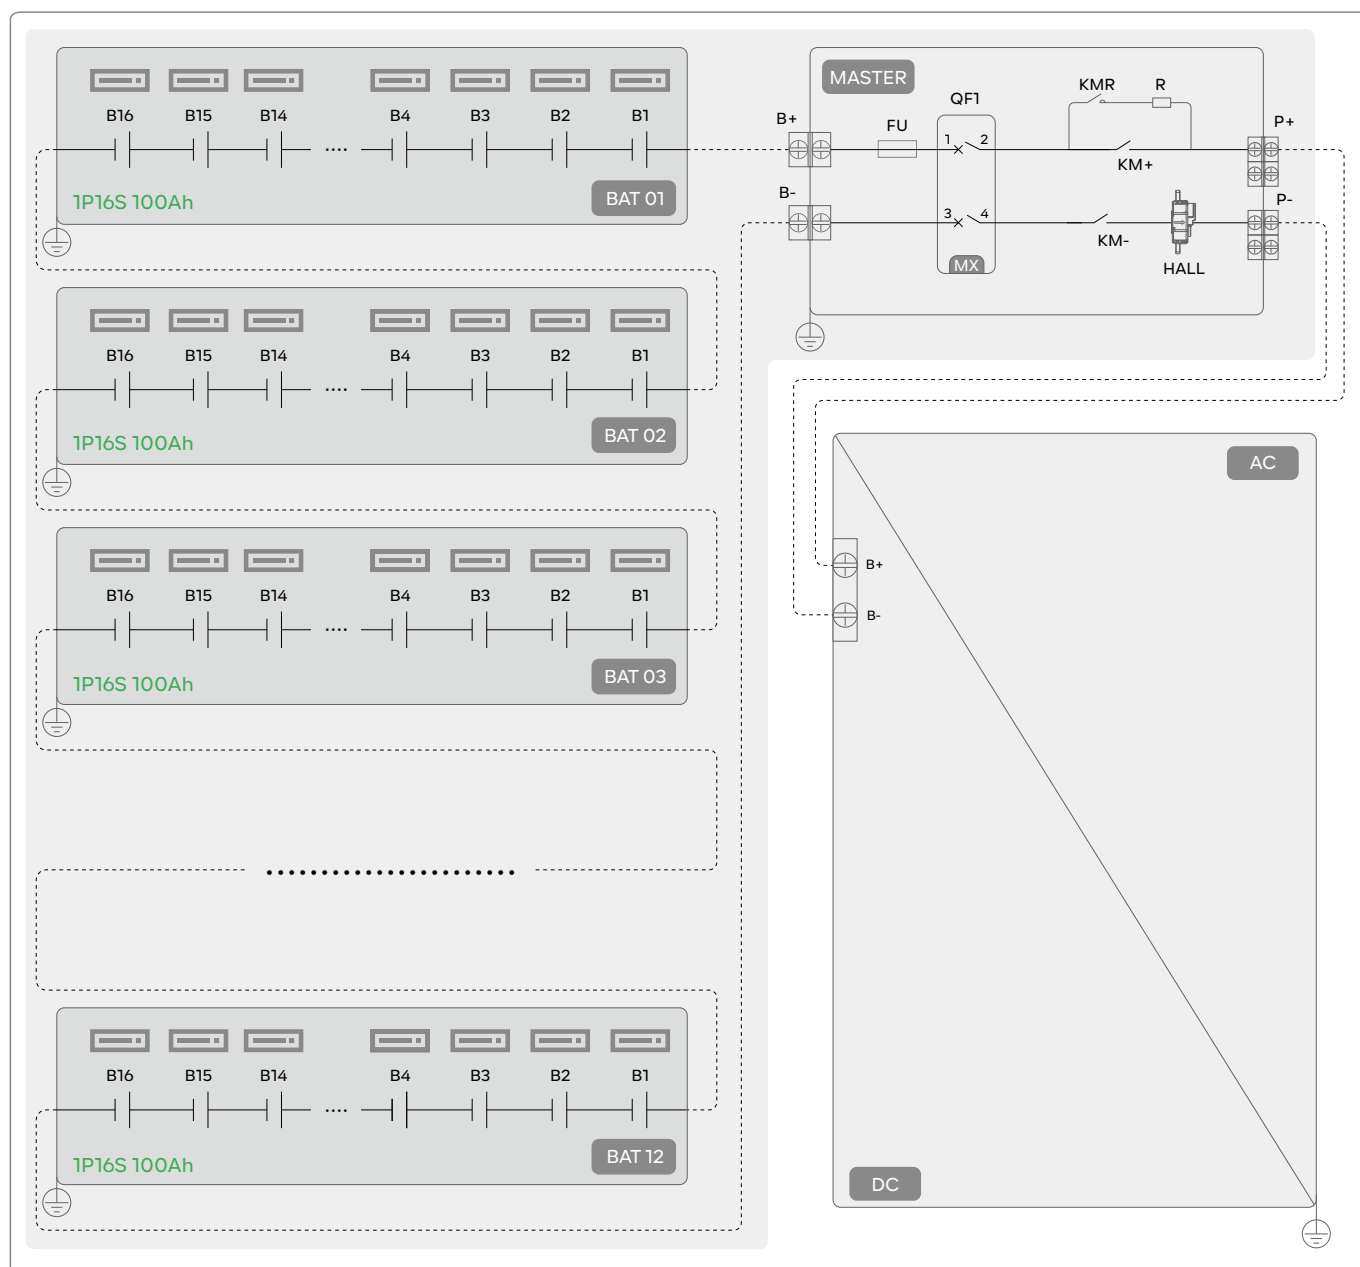 B16 B15 B14 .... B4 B3 B2 B1
1P16S 100Ah
BAT 01
B16 B15 B14 .... B4 B3 B2 B1
1P16S 100Ah
BAT 02
B16 B15 B14 .... B4 B3 B2 B1
1P16S 100Ah
BAT 03
B16 B15 B14 .... B4 B3 B2 B1
1P16S 100Ah
BAT 12
MASTER
B+
B-
FU
QF1
1 2
3 4
MX
KMR R
KM+
KM-
HALL
P+
P-
AC
B+
B-
DC